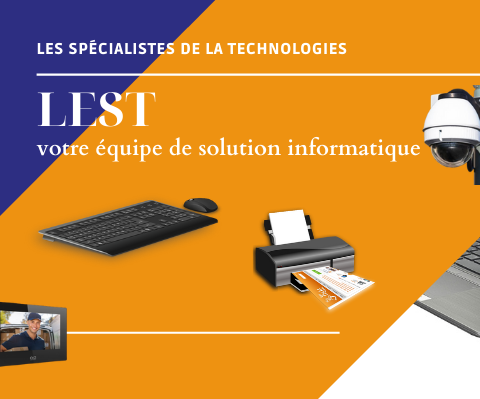 LES SPÉCIALISTES DE LA TECHNOLOGIES
LEST
votre équipe de solution informatique